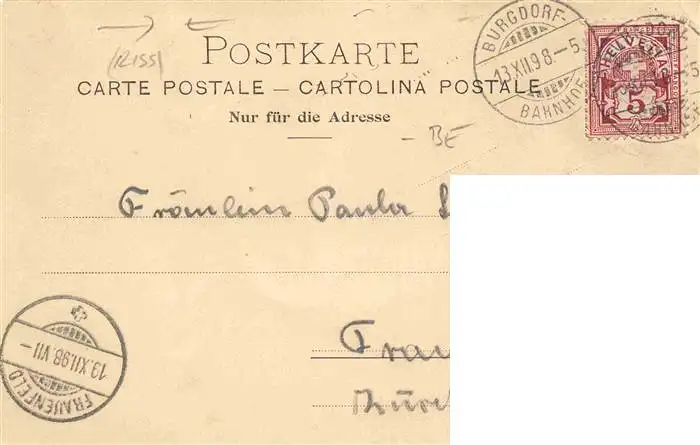 (RISS)
POSTKARTE
CARTE POSTALE — CARTOLINA POSTALE
Nur für die Adresse
BURGDORF-
13.XII.98–5
BAHNHOF
HELVETIA
5
– BE
Fräulein Paula
FRAUENFELD
13.XII.98.VII–